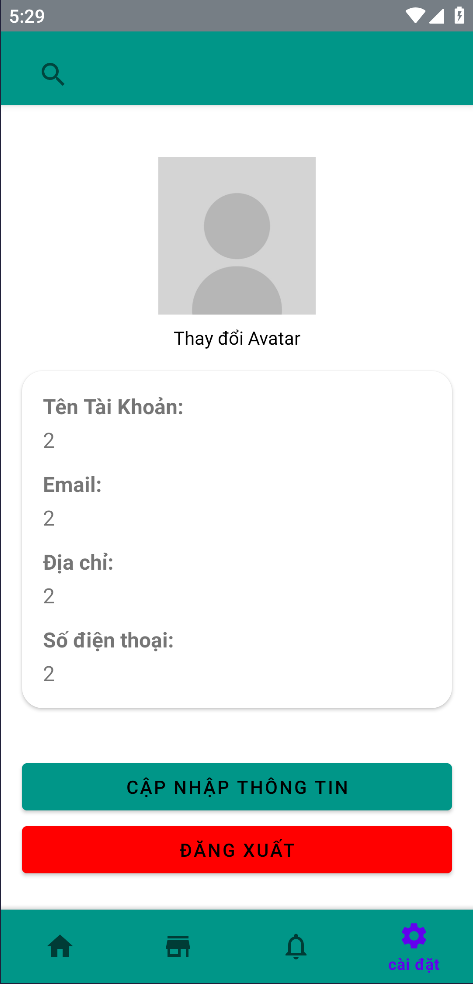 5:29
Thay đổi Avatar
Tên Tài Khoản:
2
Email:
2
Địa chỉ:
2
Số điện thoại:
2
CẬP NHẬP THÔNG TIN
ĐĂNG XUẤT
cài đặt